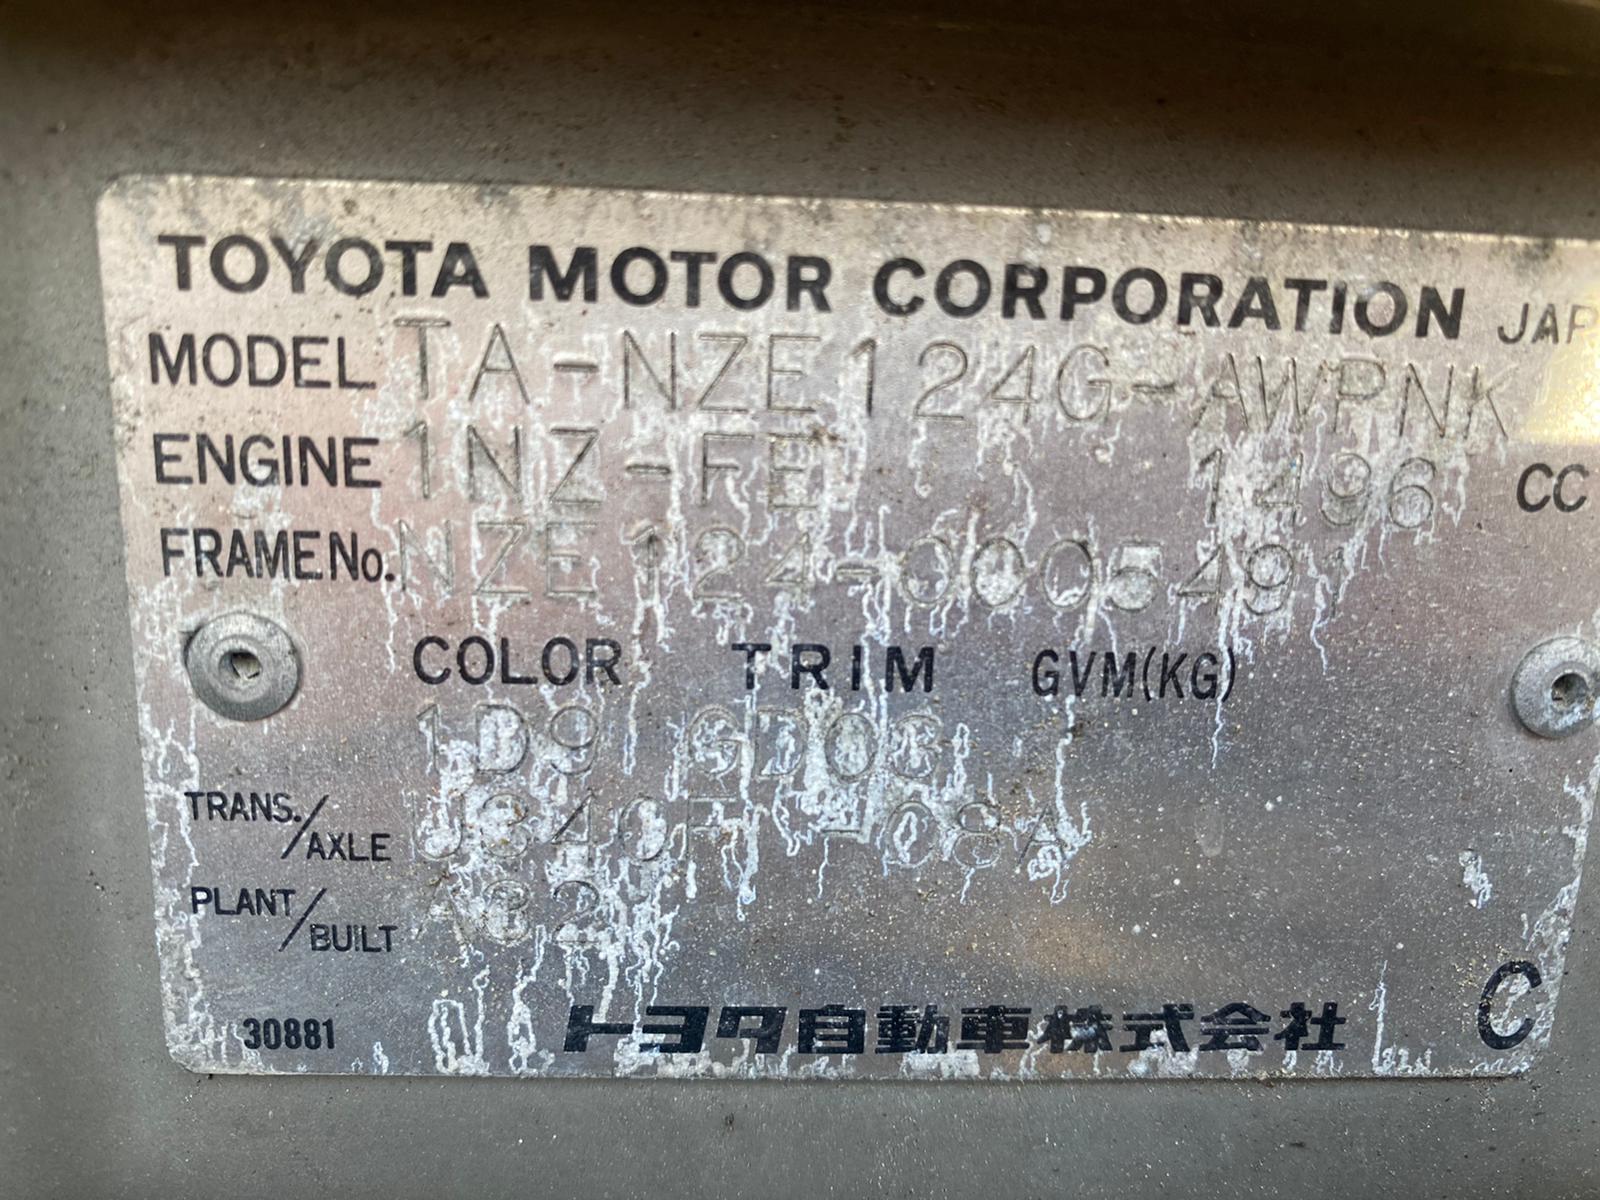 TOYOTA MOTOR CORPORATION JAP
MODEL TA-NZE124G-AWPNK
ENGINE 1NZ-FE 1496 CC
FRAME No. NZE124-0005491
COLOR TRIM GVM(KG)
1D9
TRANS./AXLE U340F -08A
PLANT/BUILT A32
30881 トヨタ自動車株式会社 C